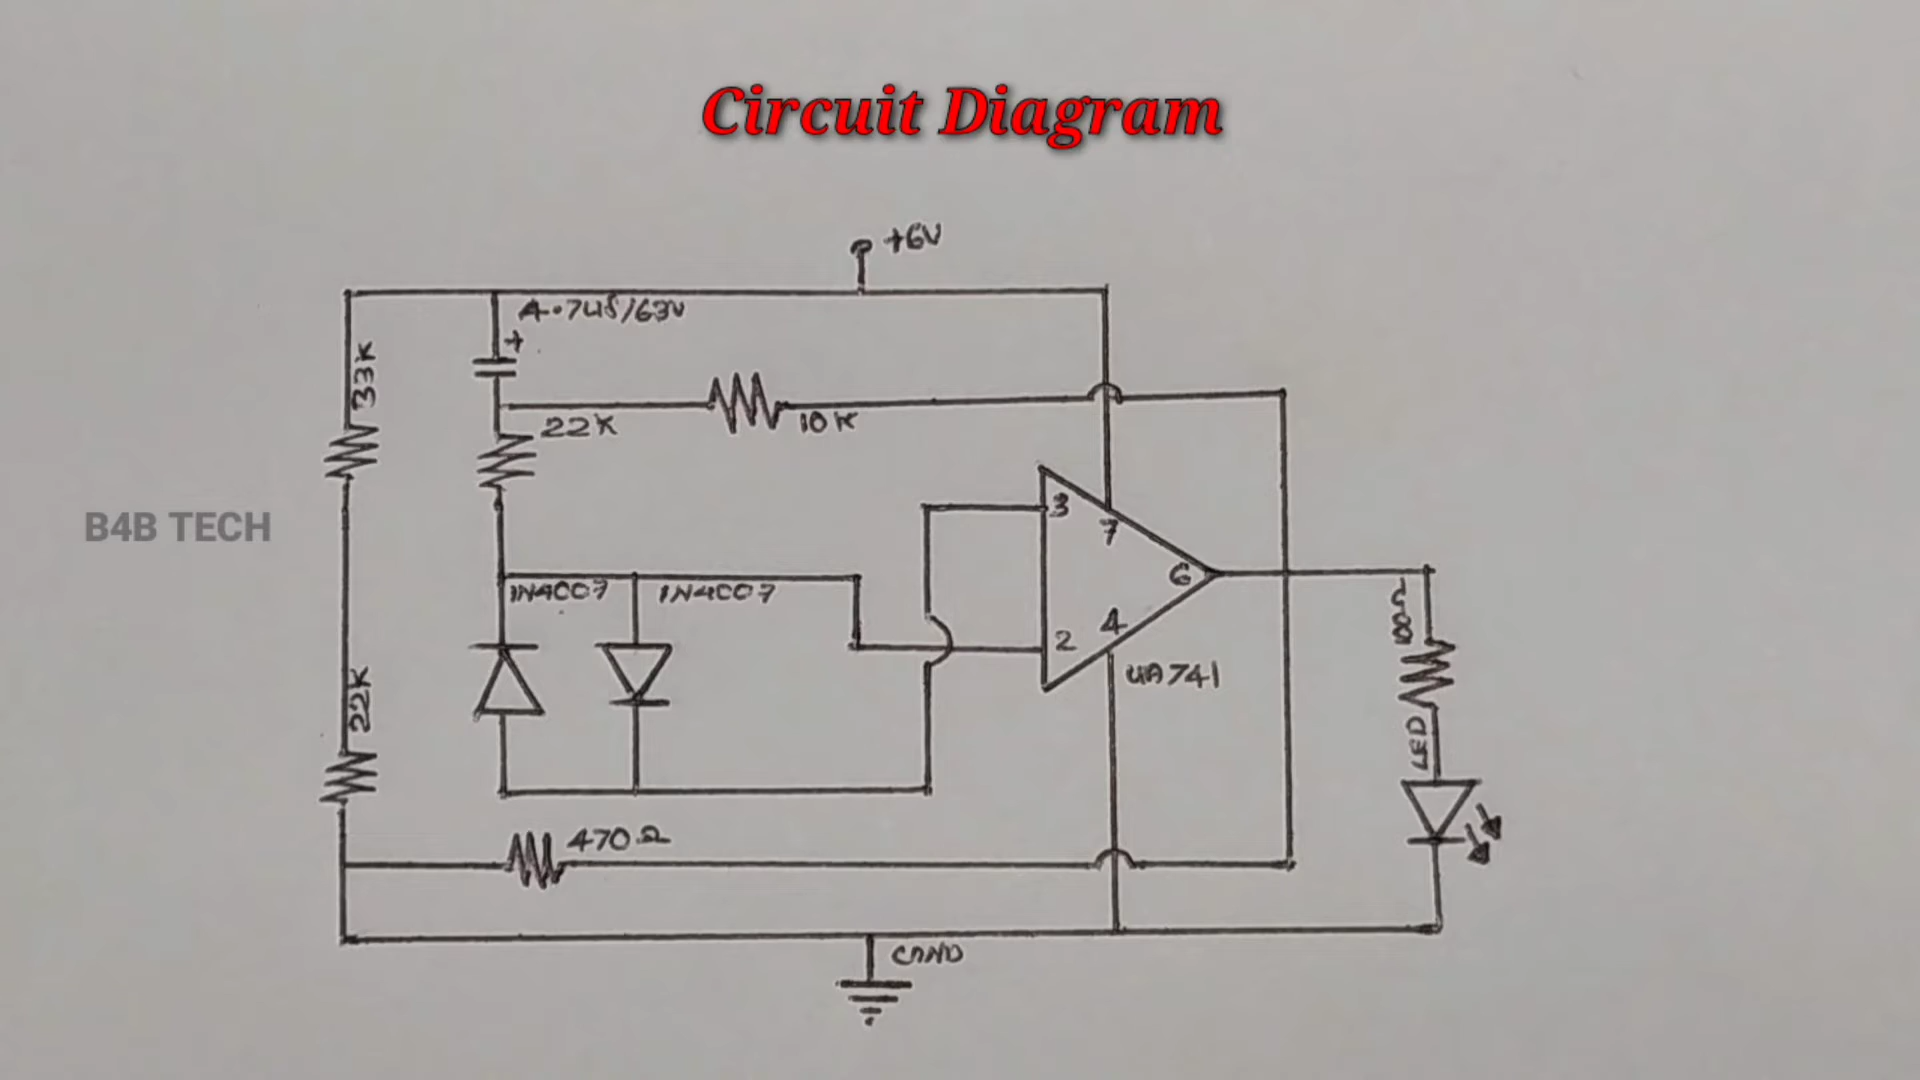 Circuit Diagram
+6V
4.7uf/63V
+
33K
22K
10K
B4B TECH
3
7
1N4007
1N4007
6
100Ω
4
2
UA741
22K
LED
470Ω
GND